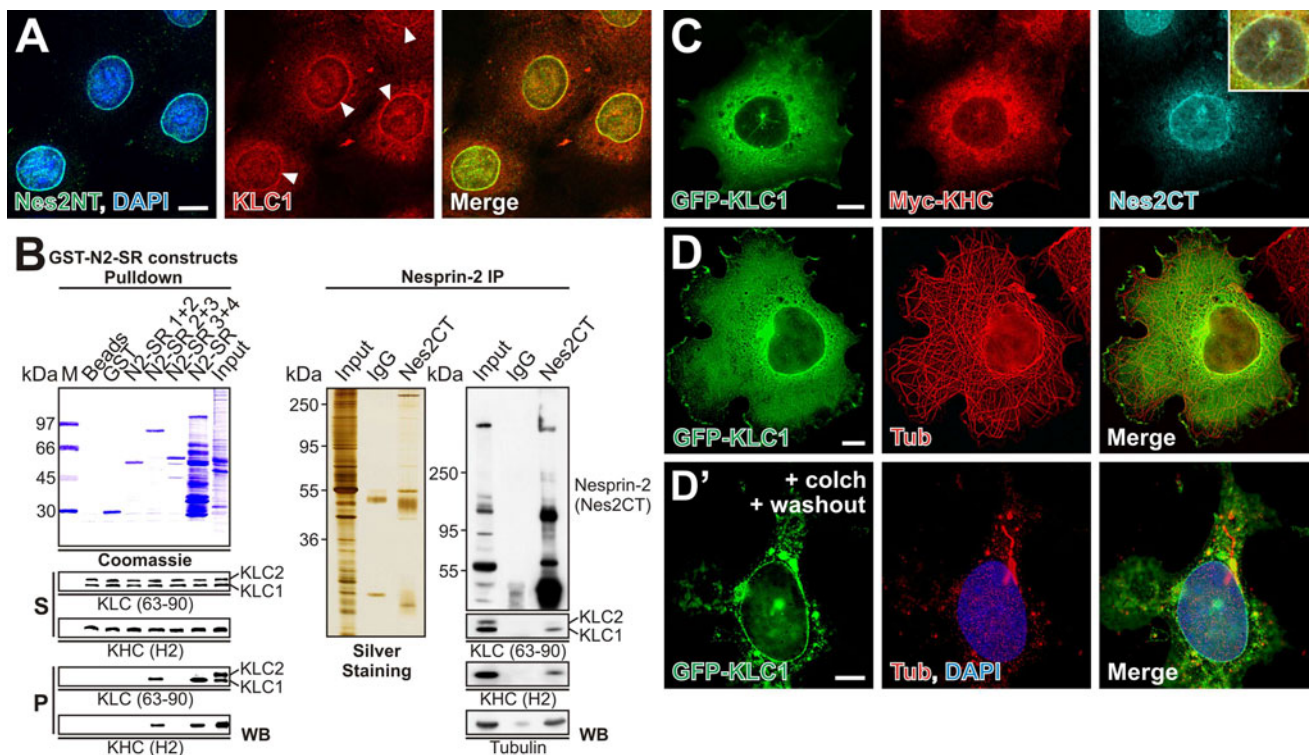 A
Nes2NT, DAPI
KLC1
Merge
B
GST-N2-SR constructs
Pulldown
kDa
M
Beads
GST
N2-SR 1+2
N2-SR 2+3
N2-SR 3+4
N2-SR
Input
97
66
45
30
Coomassie
S
KLC2
KLC1
KLC (63-90)
KHC (H2)
P
KLC2
KLC1
KLC (63-90)
KHC (H2)
WB
Nesprin-2 IP
kDa
Input
IgG
Nes2CT
250
95
55
36
Silver
Staining
kDa
Input
IgG
Nes2CT
250
95
55
Nesprin-2
(Nes2CT)
KLC2
KLC1
KLC (63-90)
KHC (H2)
Tubulin
WB
C
GFP-KLC1
Myc-KHC
Nes2CT
D
GFP-KLC1
Tub
Merge
D'
+ colch
+ washout
GFP-KLC1
Tub, DAPI
Merge